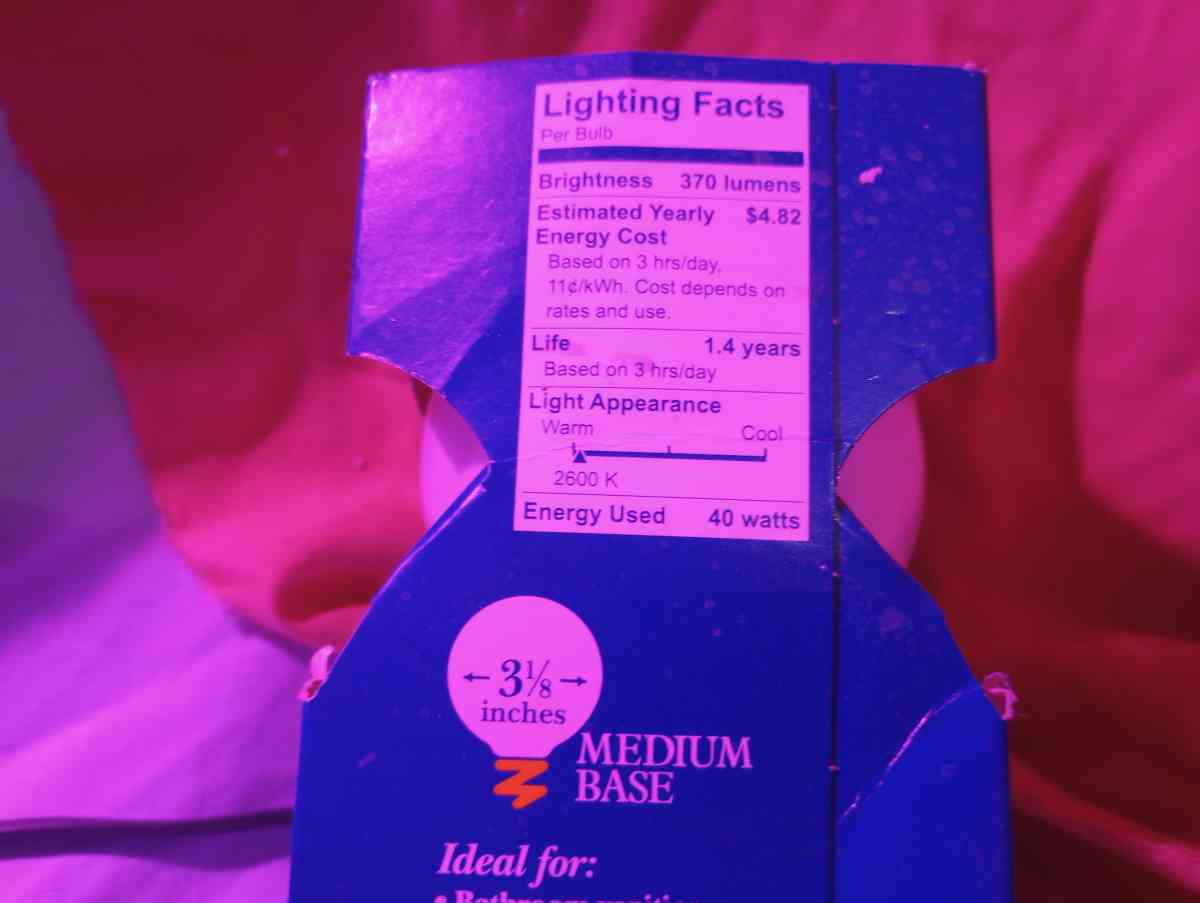 Lighting Facts
Per Bulb
Brightness 370 lumens
Estimated Yearly $4.82
Energy Cost
Based on 3 hrs/day,
11¢/kWh. Cost depends on
rates and use.
Life 1.4 years
Based on 3 hrs/day
Light Appearance
Warm Cool
2600 K
Energy Used 40 watts
← 3⅛ →
inches
MEDIUM
BASE
Ideal for:
• Bathroom